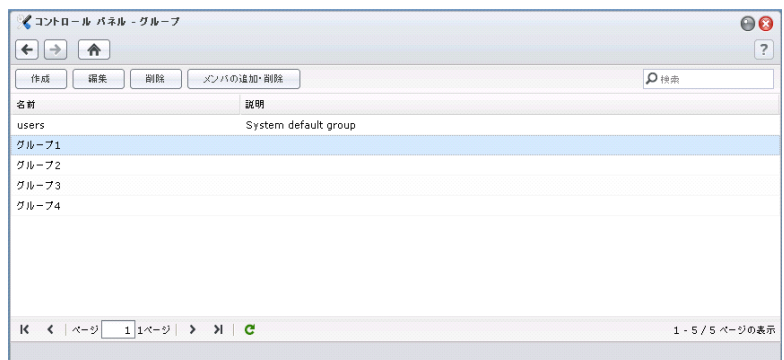 コントロール パネル - グループ
?
作成 編集 削除 メンバの追加・削除 検索
名前 説明
users System default group
グループ1
グループ2
グループ3
グループ4
ページ 1 1ページ 1 - 5 / 5 ページの表示